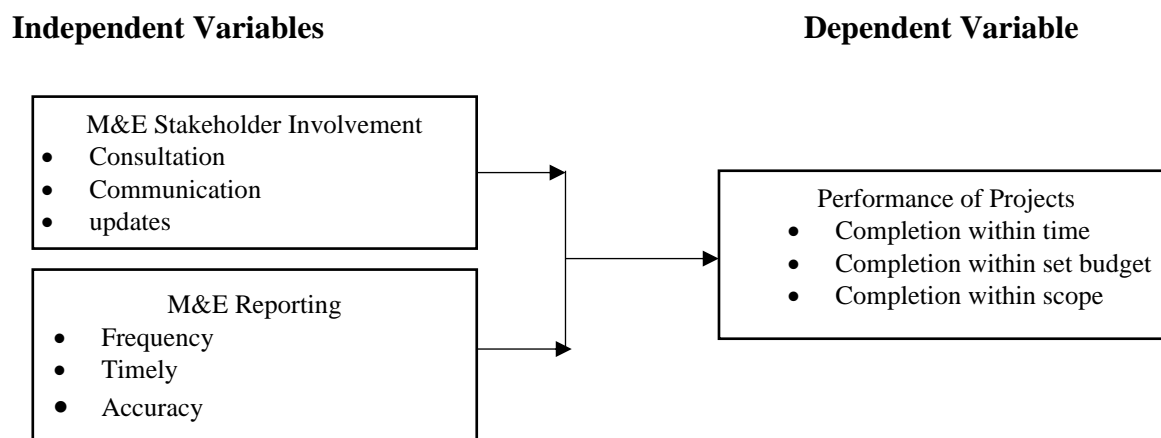 Independent Variables
Dependent Variable
M&E Stakeholder Involvement
• Consultation
• Communication
• updates
M&E Reporting
• Frequency
• Timely
• Accuracy
Performance of Projects
• Completion within time
• Completion within set budget
• Completion within scope